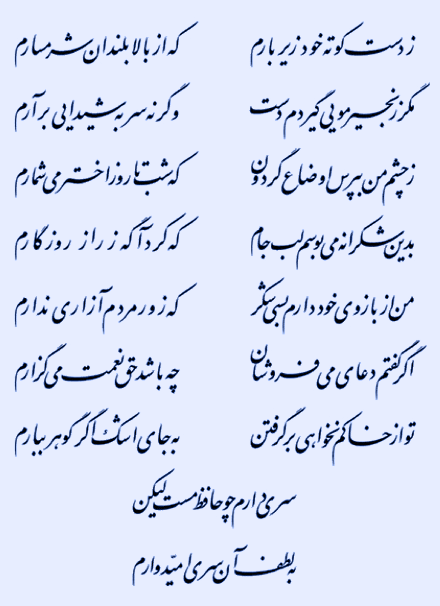 ز دست کوته خود زیر بارم
که از بالابلندان شرمسارم
مگر زنجیر مویی گیردم دست
وگر نه سر به شیدایی برآرم
ز چشم من بپرس اوضاع گردون
که شب تا روز اختر می‌شمارم
بدین شکرانه می‌بوسم لب جام
که کرد آگه ز راز روزگارم
من از بازوی خود دارم بسی شکر
که زور مردم آزاری ندارم
اگر گفتم دعای می فروشان
چه باشد حق نعمت می‌گزارم
تو از خاکم نخواهی برگرفتن
به جای اشک اگر گوهر ببارم
سری دارم چو حافظ مست لیکن
به لطف آن سری امیّدوارم